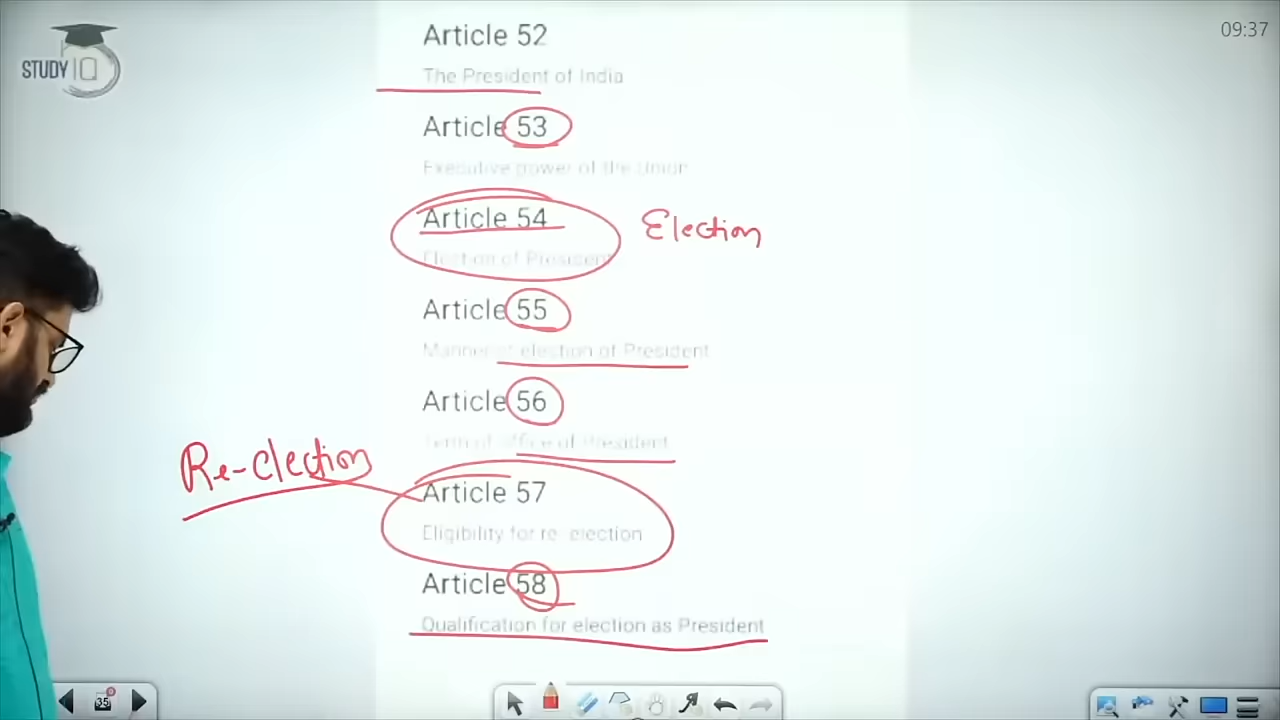 STUDY IQ
09:37
Article 52
The President of India
Article 53
Executive power of the Union
Article 54
Election
Election of President
Article 55
Manner of election of President
Article 56
Term of office of President
Re-election
Article 57
Eligibility for re-election
Article 58
Qualification for election as President
35